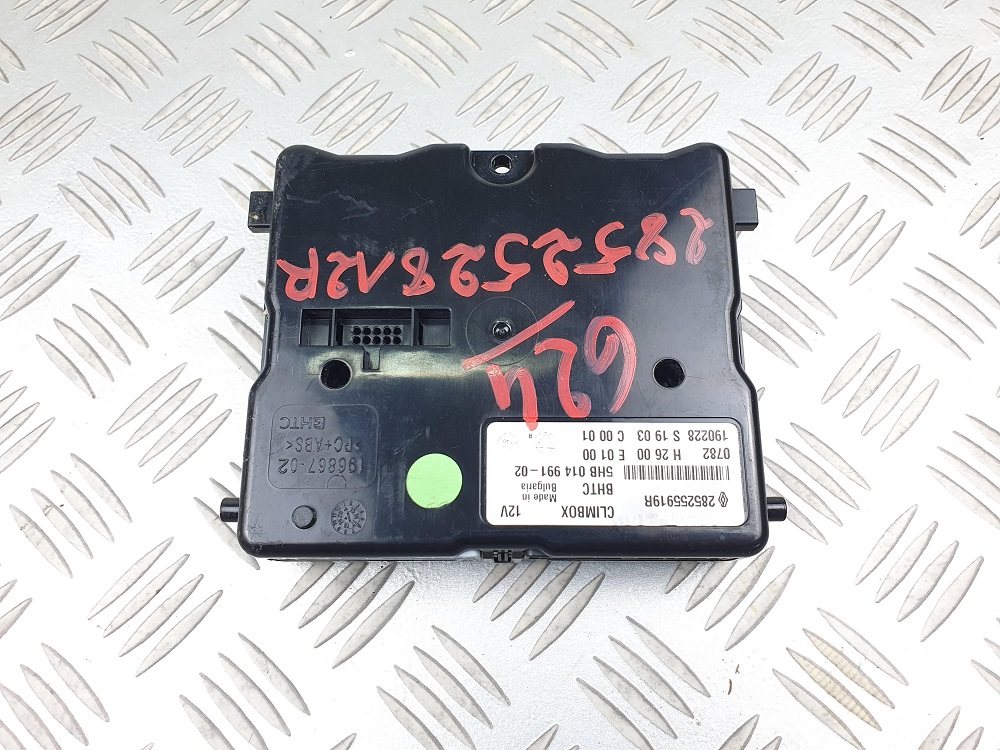 285255919R
CLIMBOX 12V
Made in
Bulgaria
BHTC
5HB 014 991-02
0782 H 26 00 E 01 00
190228 S 19 03 C 00 01
196867-02
>PC+ABS<
BHTC
624
285252812R